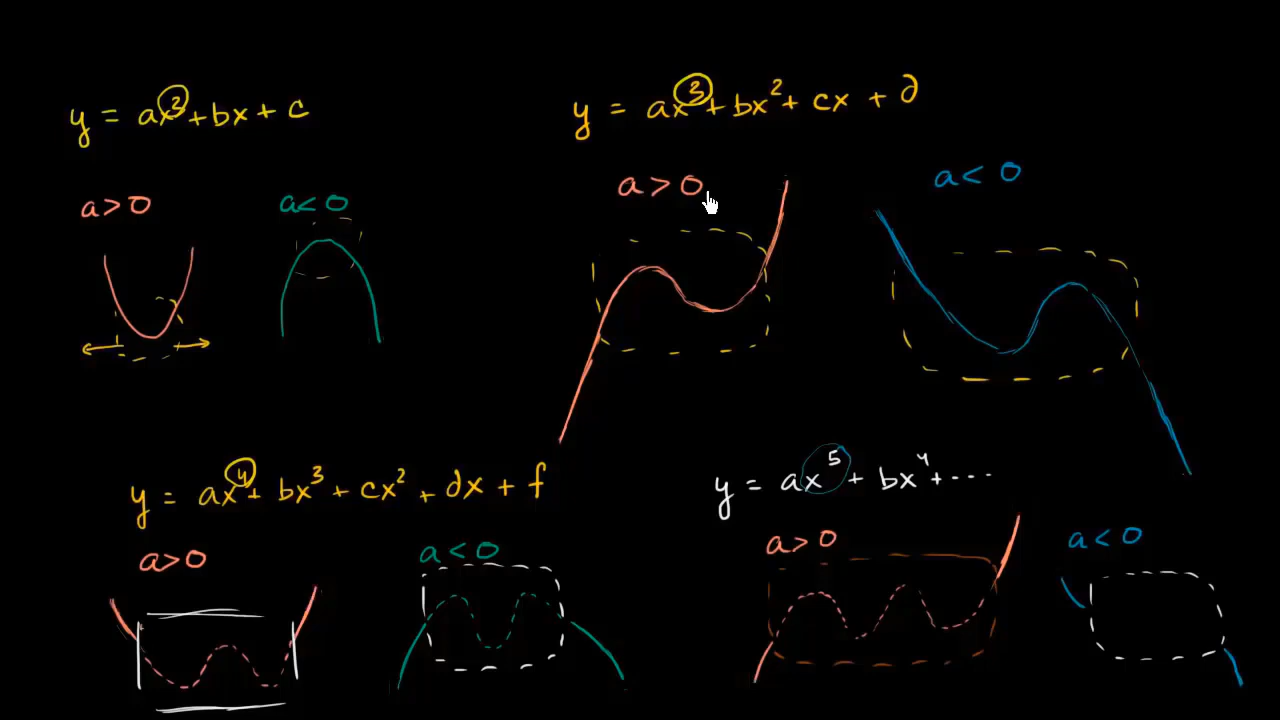 y = ax² + bx + c
a > 0
a < 0
y = ax³ + bx² + cx + d
a > 0
a < 0
y = ax⁴ + bx³ + cx² + dx + f
a > 0
a < 0
y = ax⁵ + bx⁴ + ...
a > 0
a < 0